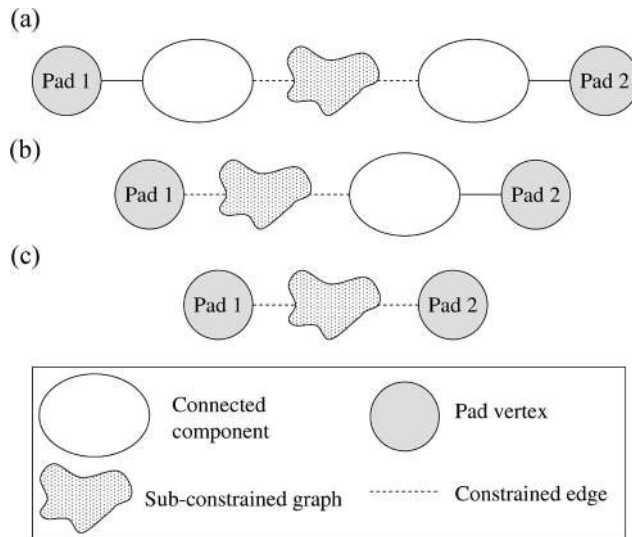 (a)
Pad 1
Pad 2
(b)
Pad 1
Pad 2
(c)
Pad 1
Pad 2
Connected
component
Pad vertex
Sub-constrained graph
Constrained edge